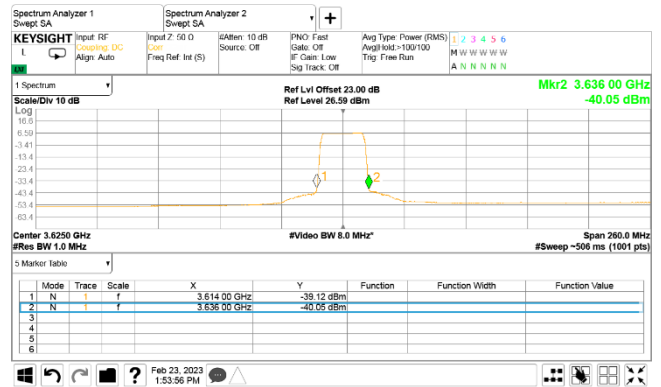 Spectrum Analyzer 1
Swept SA
Spectrum Analyzer 2
Swept SA
+
KEYSIGHT
L
LXI
Input: RF
Coupling: DC
Align: Auto
Input Z: 50 Ω
Corr
Freq Ref: Int (S)
#Atten: 10 dB
Source: Off
PNO: Fast
Gate: Off
IF Gain: Low
Sig Track: Off
Avg Type: Power (RMS)
Avg|Hold:>100/100
Trig: Free Run
1 2 3 4 5 6
M W W W W W
A N N N N N
1 Spectrum
Scale/Div 10 dB
Ref Lvl Offset 23.00 dB
Ref Level 26.59 dBm
Mkr2 3.636 00 GHz
-40.05 dBm
Log
16.6
6.59
-3.41
-13.4
-23.4
-33.4
-43.4
-53.4
-63.4
1
2
Center 3.6250 GHz
#Res BW 1.0 MHz
#Video BW 8.0 MHz*
Span 260.0 MHz
#Sweep ~506 ms (1001 pts)
5 Marker Table
Mode Trace Scale X Y Function Function Width Function Value
1 N 1 f 3.614 00 GHz -39.12 dBm
2 N 1 f 3.636 00 GHz -40.05 dBm
3
4
5
6
?
Feb 23, 2023
1:53:56 PM